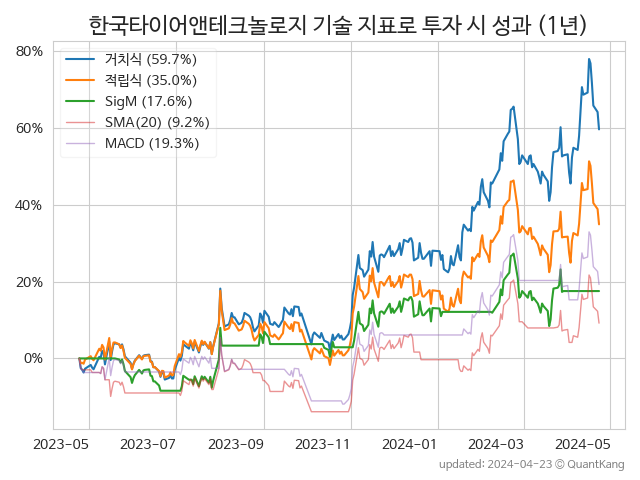 한국타이어앤테크놀로지 기술 지표로 투자 시 성과 (1년)
80%
60%
40%
20%
0%
거치식 (59.7%)
적립식 (35.0%)
SigM (17.6%)
SMA(20) (9.2%)
MACD (19.3%)
2023-05 2023-07 2023-09 2023-11 2024-01 2024-03 2024-05
updated: 2024-04-23 © QuantKang